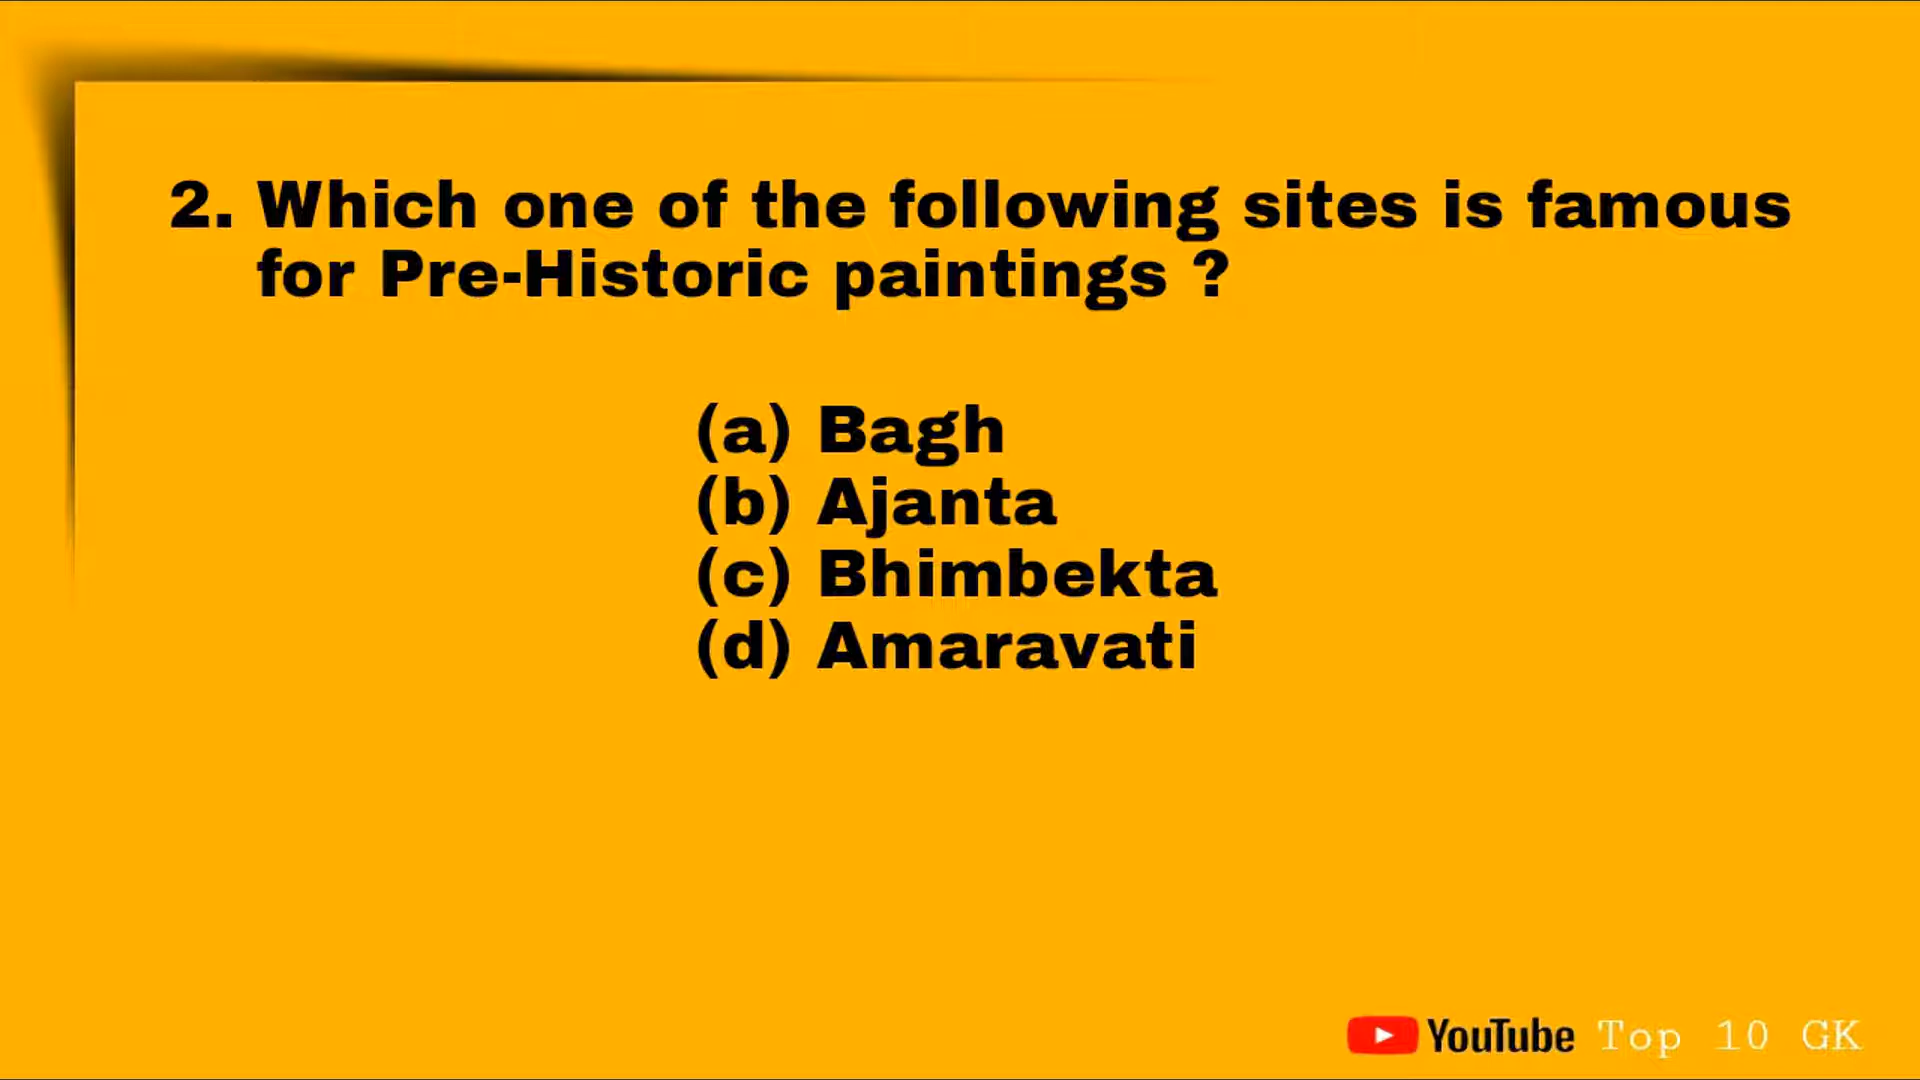 2. Which one of the following sites is famous
for Pre-Historic paintings ?
(a) Bagh
(b) Ajanta
(c) Bhimbekta
(d) Amaravati
YouTube Top 10 GK